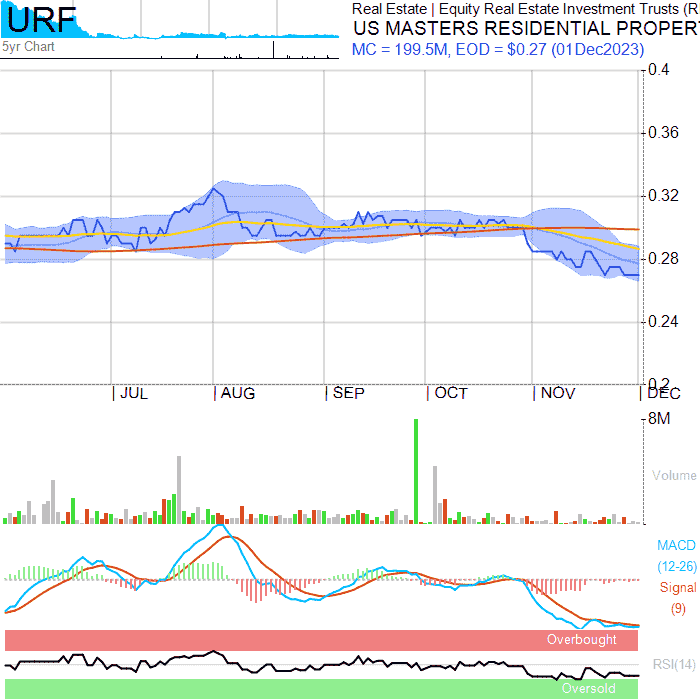 URF
5yr Chart
Real Estate | Equity Real Estate Investment Trusts (R
US MASTERS RESIDENTIAL PROPER
MC = 199.5M, EOD = $0.27 (01Dec2023)
0.4
0.36
0.32
0.28
0.24
0.2
JUL AUG SEP OCT NOV DEC
8M
Volume
MACD
(12-26)
Signal
(9)
Overbought
RSI(14)
Oversold